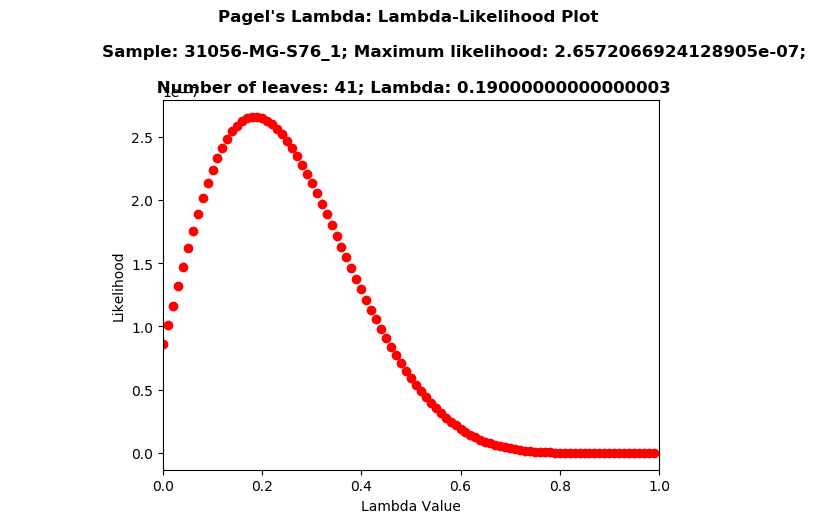 Pagel's Lambda: Lambda-Likelihood Plot
Sample: 31056-MG-S76_1; Maximum likelihood: 2.6572066924128905e-07;
Number of leaves: 41; Lambda: 0.19000000000000003
2.5
2.0
1.5
1.0
0.5
0.0
Likelihood
0.0 0.2 0.4 0.6 0.8 1.0
Lambda Value